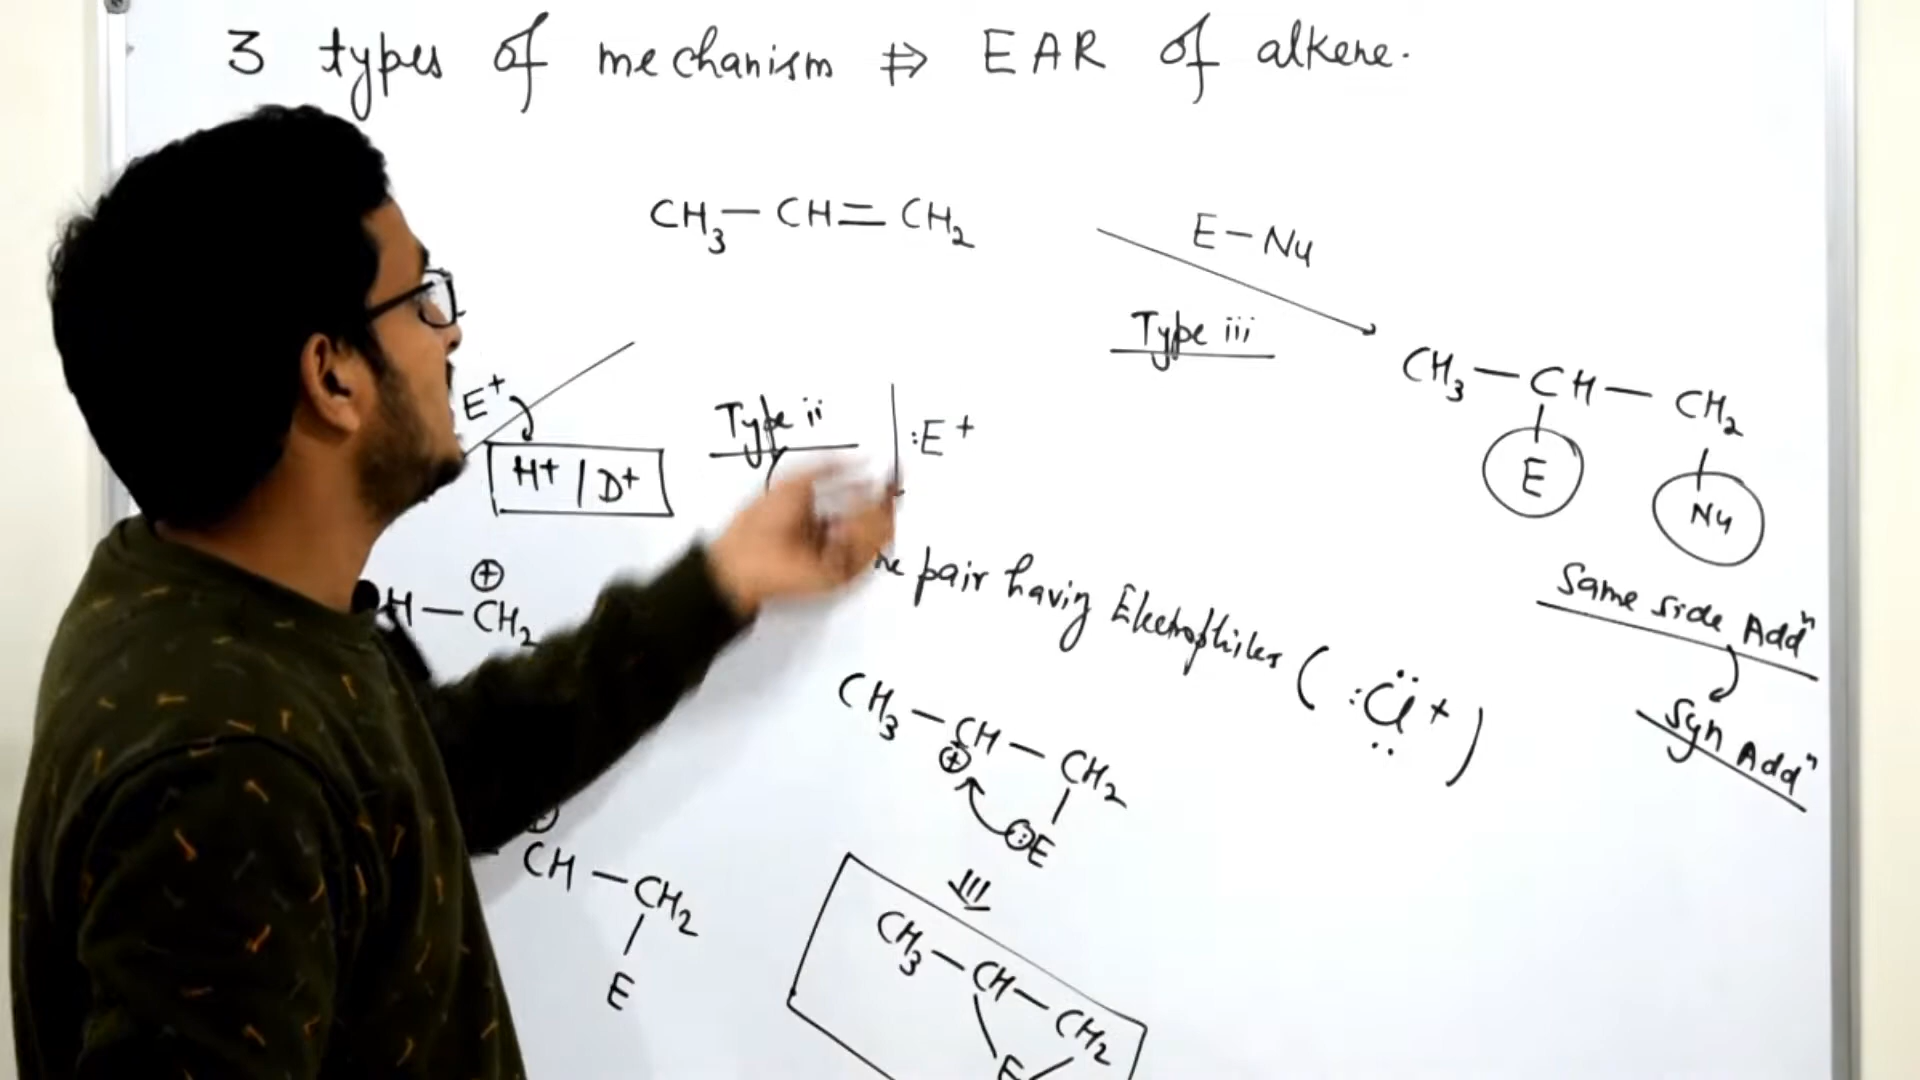 3 types of mechanism ⇒ EAR of alkene.
CH3 — CH = CH2
E — Nu
Type iii
CH3 — CH — CH2
E
Nu
Same side Addn
Syn Addn
E+
H+ / D+
Type ii
:E+
pair having Electrophiles ( :Cl+ )
H — CH2
⊕
CH3 — CH — CH2
⊕
:E
CH — CH2
E
CH3 — CH — CH2
E